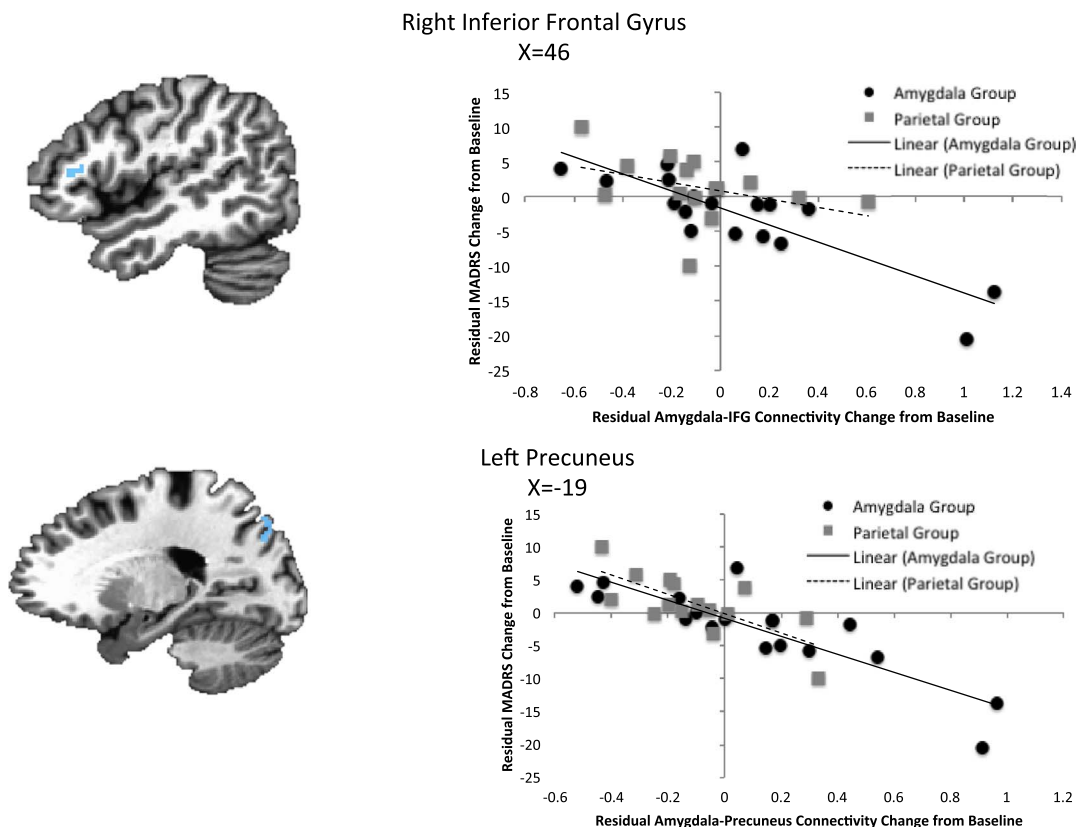 Right Inferior Frontal Gyrus
X=46
Residual MADRS Change from Baseline
15
10
5
0
-5
-10
-15
-20
-25
-0.8 -0.6 -0.4 -0.2 0 0.2 0.4 0.6 0.8 1 1.2 1.4
Residual Amygdala-IFG Connectivity Change from Baseline
Amygdala Group
Parietal Group
Linear (Amygdala Group)
Linear (Parietal Group)
Left Precuneus
X=-19
Residual MADRS Change from Baseline
15
10
5
0
-5
-10
-15
-20
-25
-0.6 -0.4 -0.2 0 0.2 0.4 0.6 0.8 1 1.2
Residual Amygdala-Precuneus Connectivity Change from Baseline
Amygdala Group
Parietal Group
Linear (Amygdala Group)
Linear (Parietal Group)